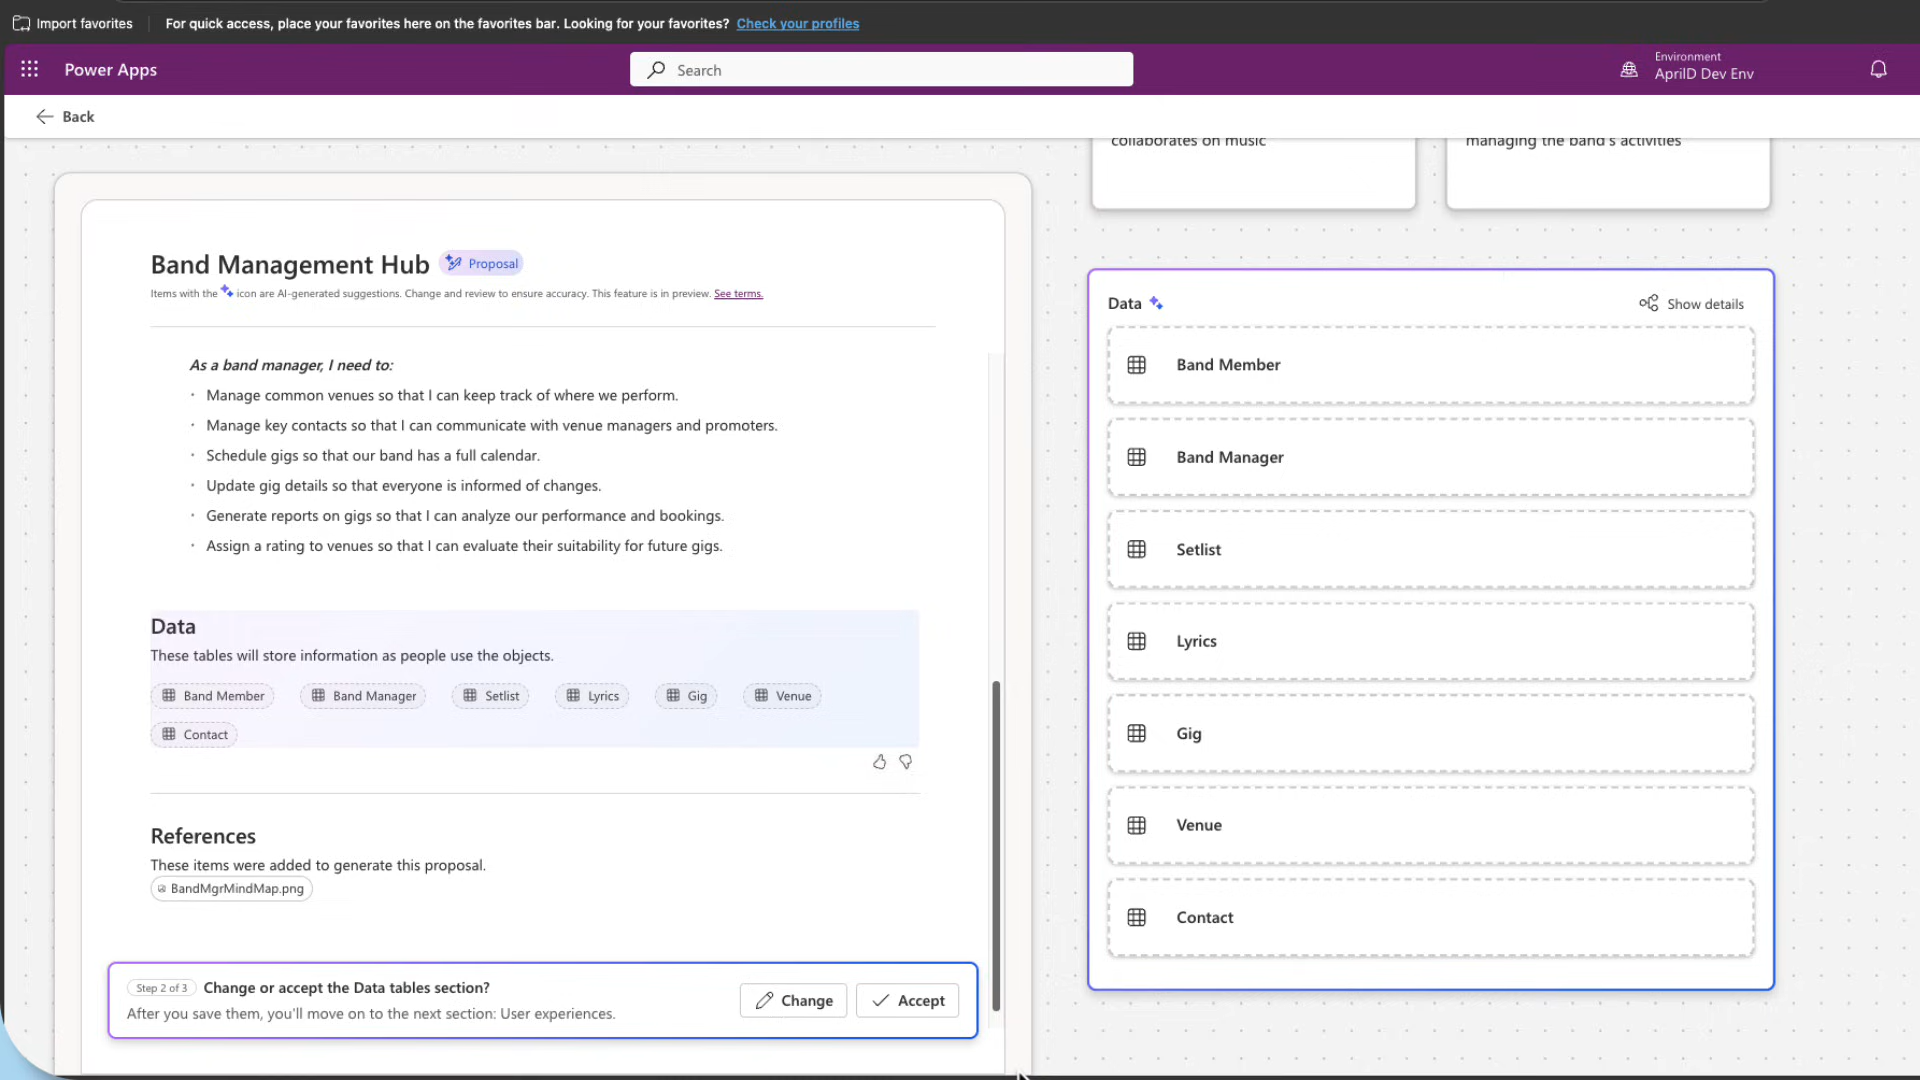 Import favorites
For quick access, place your favorites here on the favorites bar. Looking for your favorites? Check your profiles
Power Apps
Search
Environment
AprilD Dev Env
Back
collaborates on music
managing the band's activities
Band Management Hub
Proposal
Items with the icon are AI-generated suggestions. Change and review to ensure accuracy. This feature is in preview. See terms.
As a band manager, I need to:
· Manage common venues so that I can keep track of where we perform.
· Manage key contacts so that I can communicate with venue managers and promoters.
· Schedule gigs so that our band has a full calendar.
· Update gig details so that everyone is informed of changes.
· Generate reports on gigs so that I can analyze our performance and bookings.
· Assign a rating to venues so that I can evaluate their suitability for future gigs.
Data
These tables will store information as people use the objects.
Band Member Band Manager Setlist Lyrics Gig Venue
Contact
References
These items were added to generate this proposal.
BandMgrMindMap.png
Step 2 of 3 Change or accept the Data tables section?
After you save them, you'll move on to the next section: User experiences.
Change
Accept
Data
Show details
Band Member
Band Manager
Setlist
Lyrics
Gig
Venue
Contact